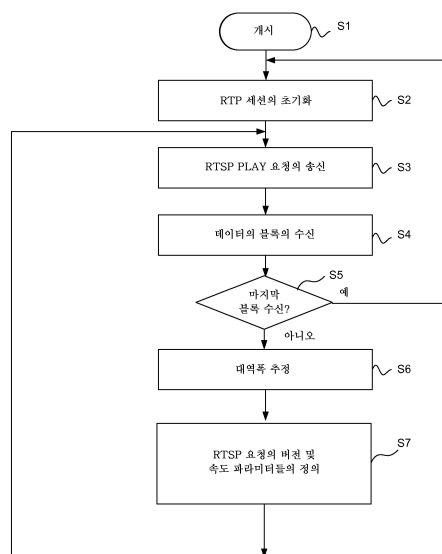 개시
S1
RTP 세션의 초기화
S2
RTSP PLAY 요청의 송신
S3
데이터의 블록의 수신
S4
S5
마지막
블록 수신?
예
아니오
대역폭 추정
S6
RTSP 요청의 버전 및
속도 파라미터들의 정의
S7